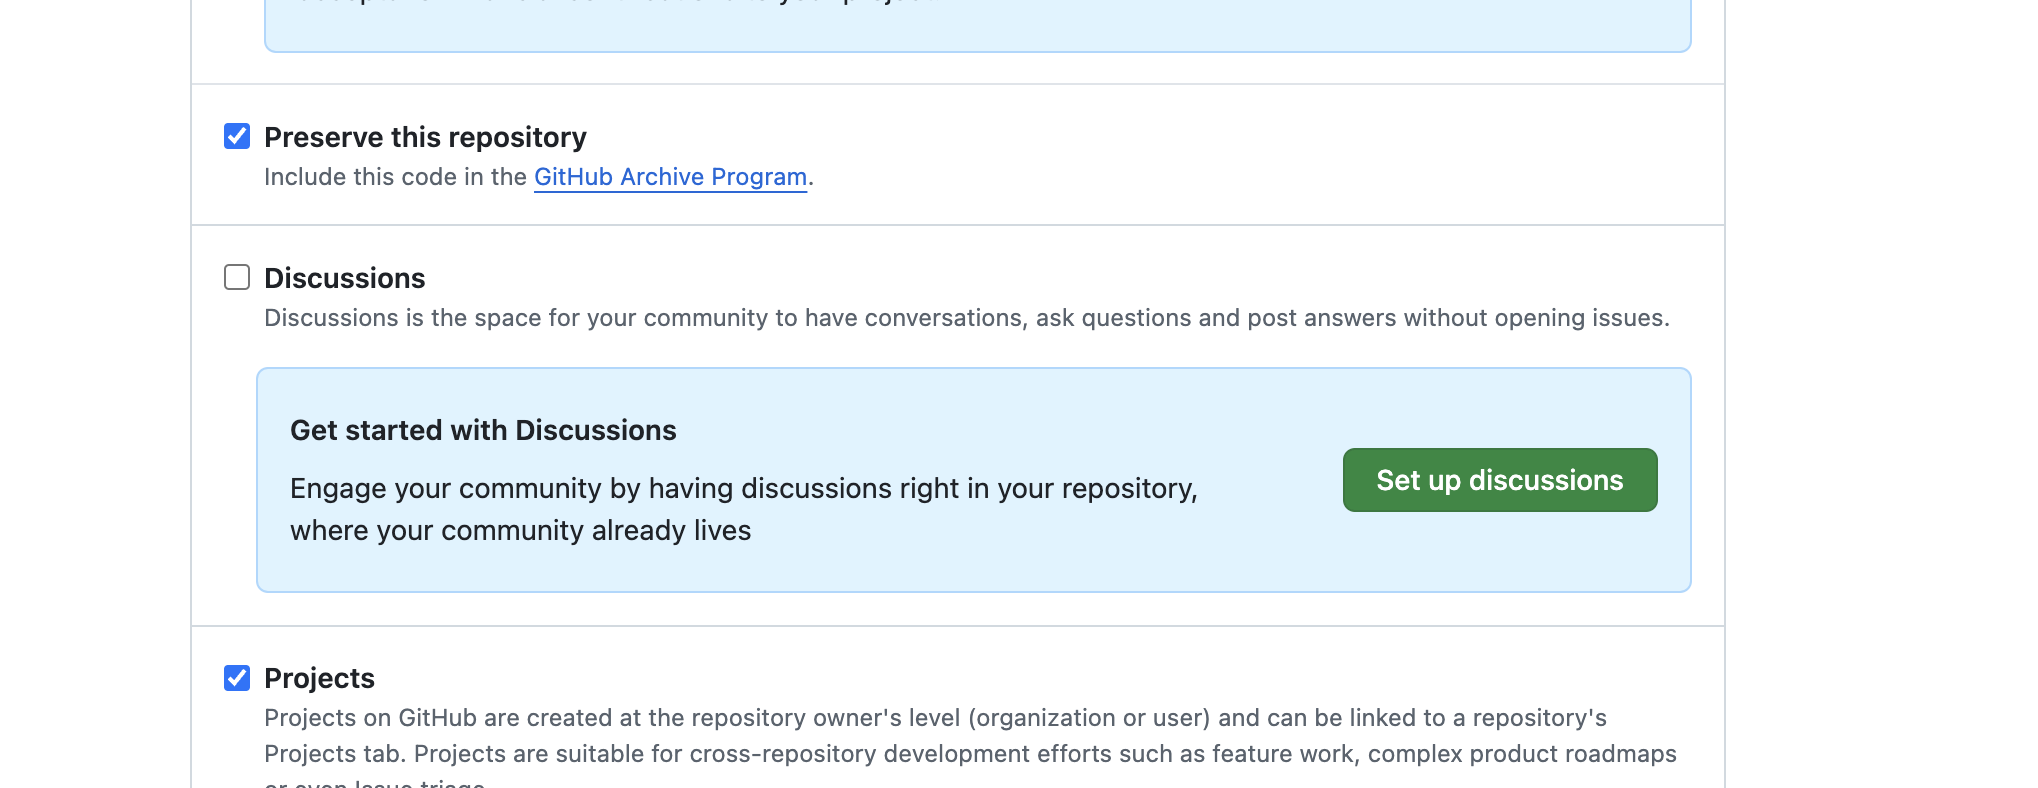 Preserve this repository
Include this code in the GitHub Archive Program.
Discussions
Discussions is the space for your community to have conversations, ask questions and post answers without opening issues.
Get started with Discussions
Engage your community by having discussions right in your repository,
where your community already lives
Set up discussions
Projects
Projects on GitHub are created at the repository owner's level (organization or user) and can be linked to a repository's
Projects tab. Projects are suitable for cross-repository development efforts such as feature work, complex product roadmaps
or even Issue triage.